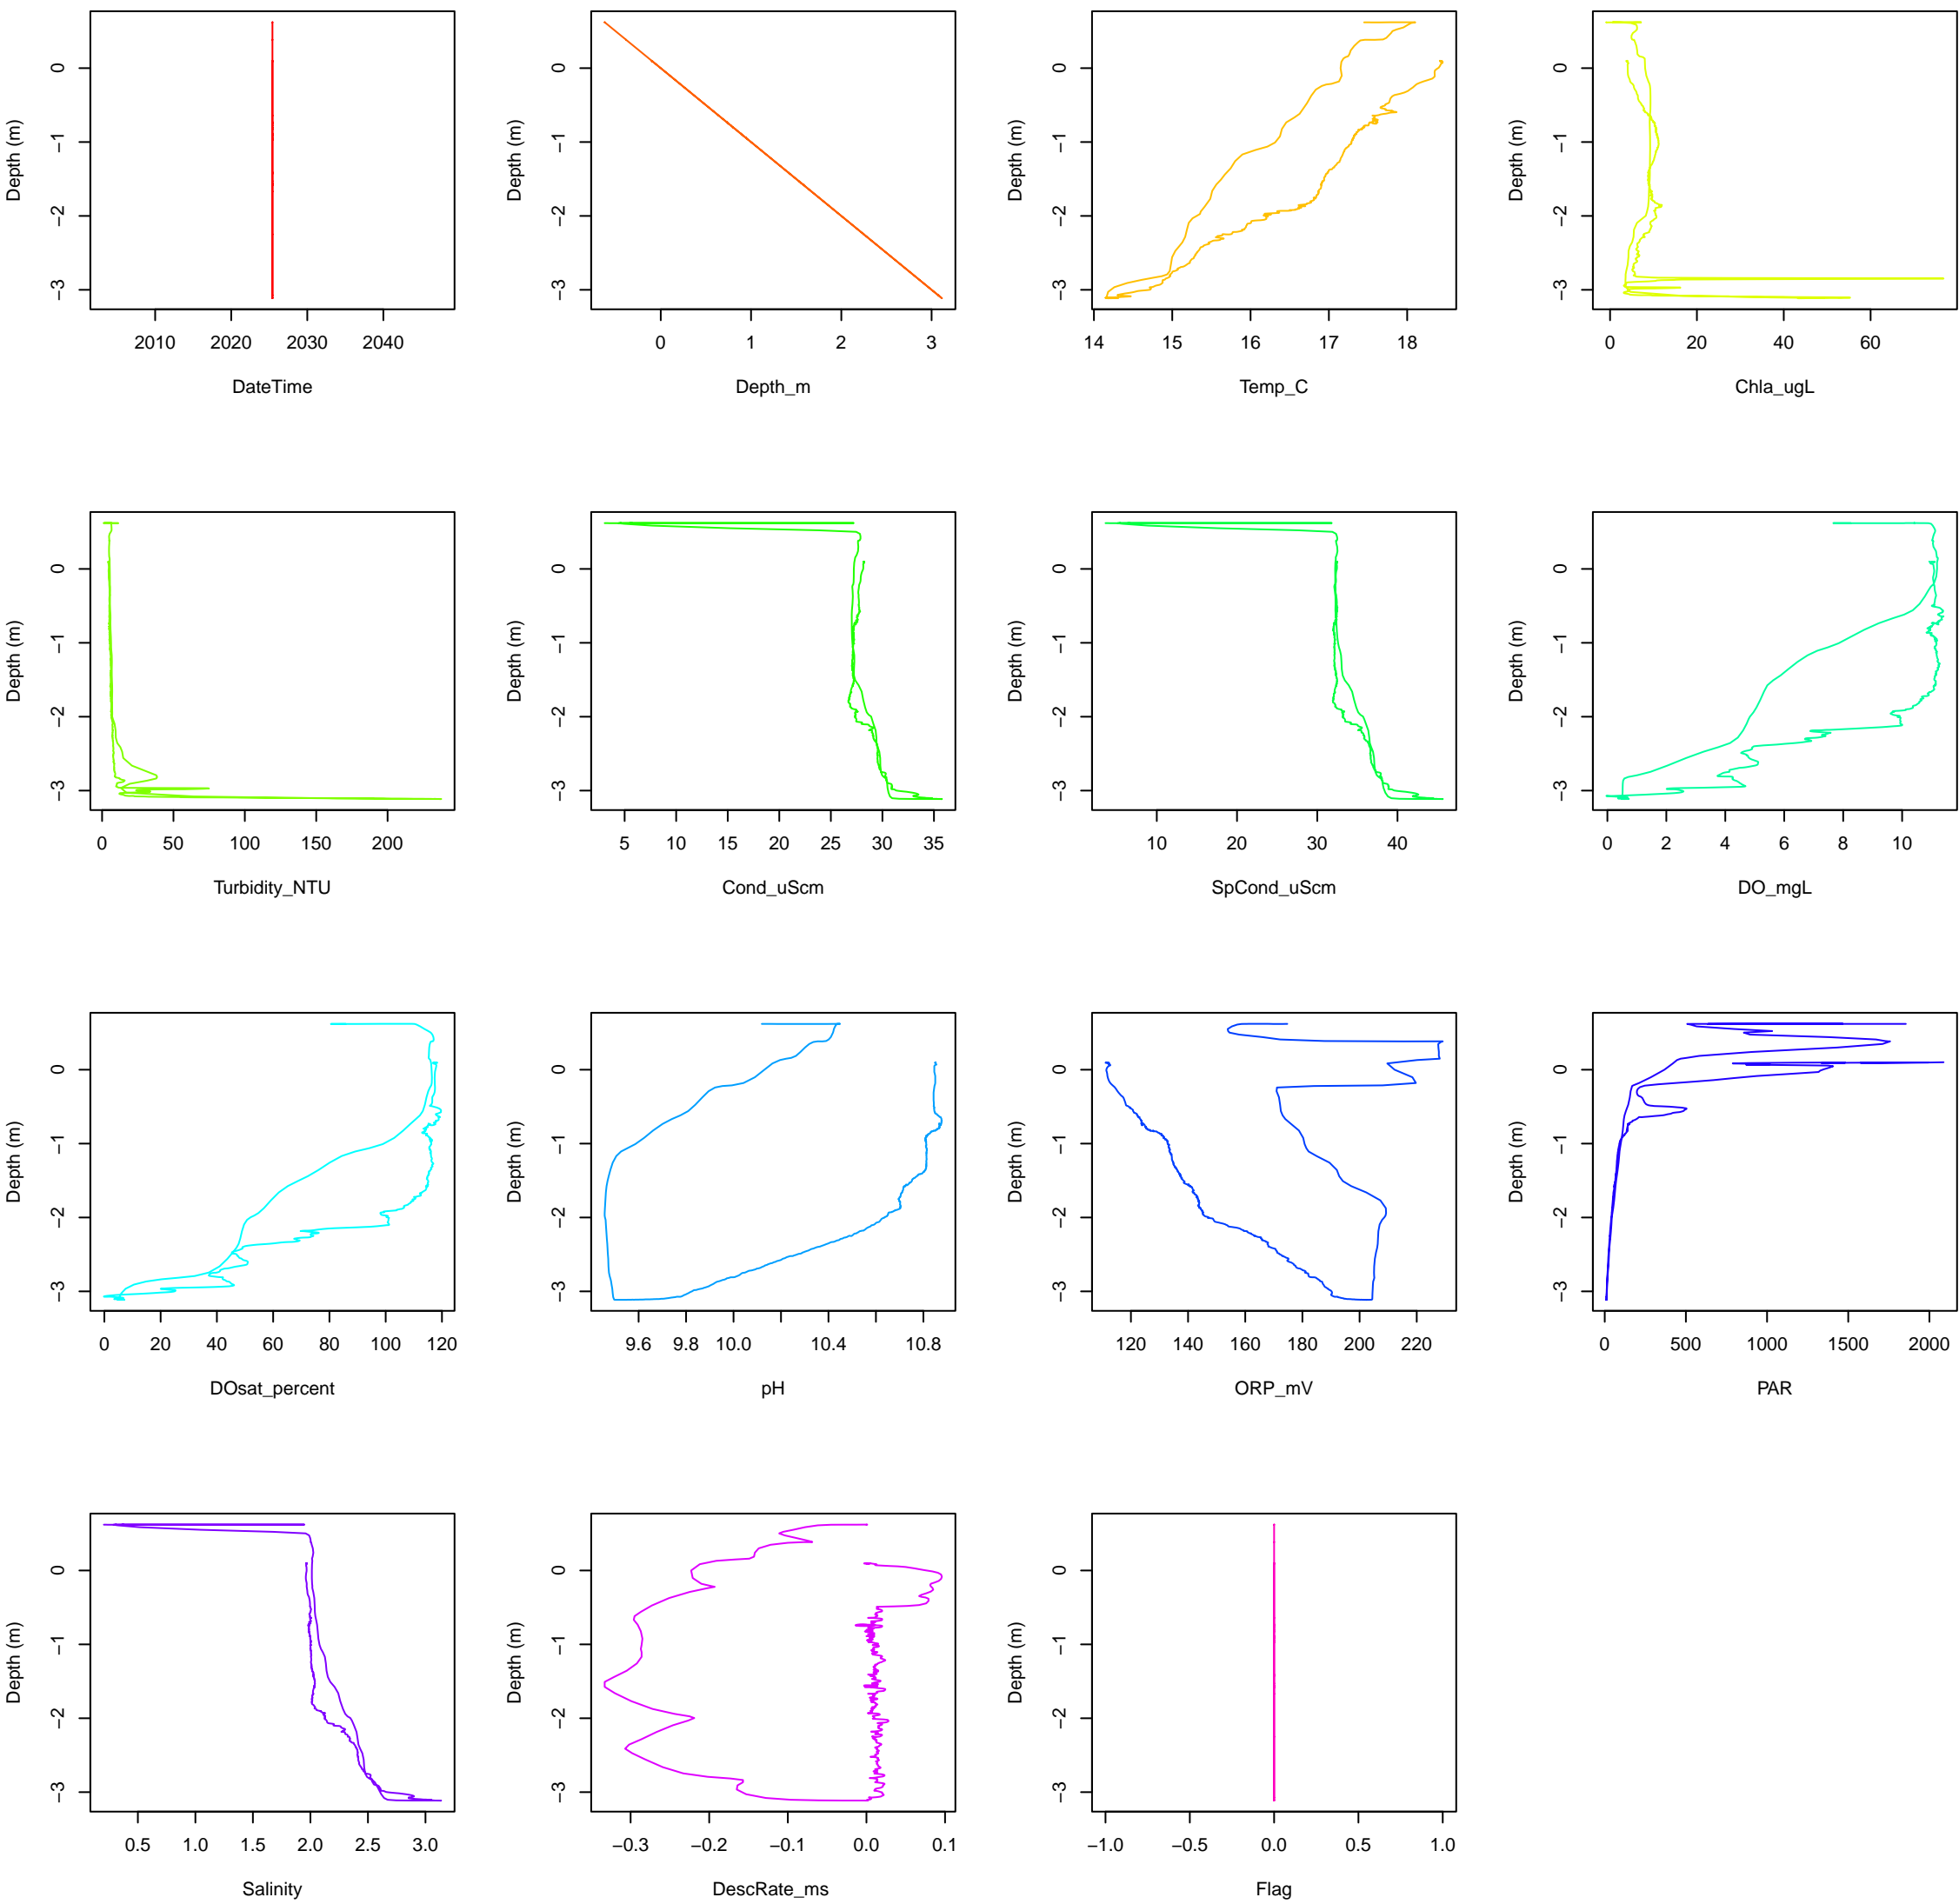 Depth (m)
0
−1
−2
−3
2010 2020 2030 2040
DateTime
Depth (m)
0
−1
−2
−3
0 1 2 3
Depth_m
Depth (m)
0
−1
−2
−3
14 15 16 17 18
Temp_C
Depth (m)
0
−1
−2
−3
0 20 40 60
Chla_ugL
Depth (m)
0
−1
−2
−3
0 50 100 150 200
Turbidity_NTU
Depth (m)
0
−1
−2
−3
5 10 15 20 25 30 35
Cond_uScm
Depth (m)
0
−1
−2
−3
10 20 30 40
SpCond_uScm
Depth (m)
0
−1
−2
−3
0 2 4 6 8 10
DO_mgL
Depth (m)
0
−1
−2
−3
0 20 40 60 80 100 120
DOsat_percent
Depth (m)
0
−1
−2
−3
9.6 9.8 10.0 10.4 10.8
pH
Depth (m)
0
−1
−2
−3
120 140 160 180 200 220
ORP_mV
Depth (m)
0
−1
−2
−3
0 500 1000 1500 2000
PAR
Depth (m)
0
−1
−2
−3
0.5 1.0 1.5 2.0 2.5 3.0
Salinity
Depth (m)
0
−1
−2
−3
−0.3 −0.2 −0.1 0.0 0.1
DescRate_ms
Depth (m)
0
−1
−2
−3
−1.0 −0.5 0.0 0.5 1.0
Flag